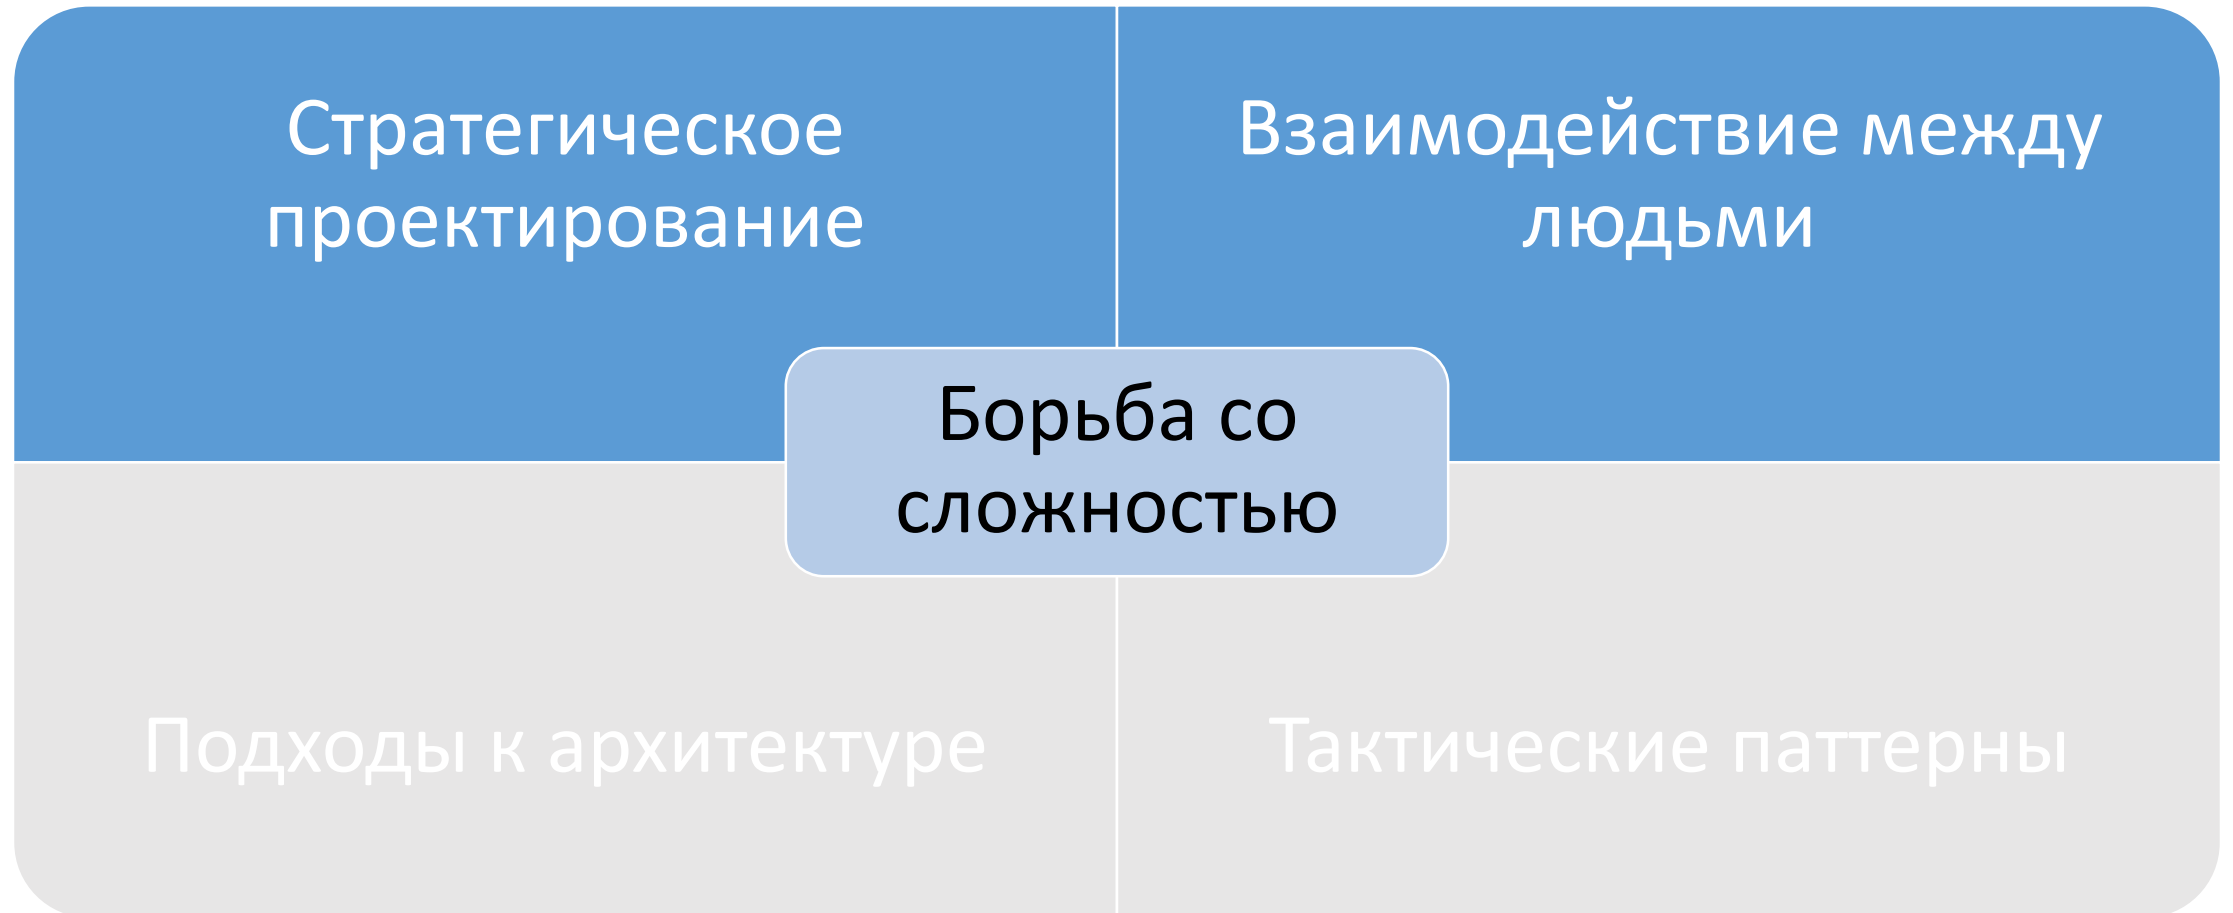 Стратегическое
проектирование
Взаимодействие между
людьми
Борьба со
сложностью
Подходы к архитектуре
Тактические паттерны